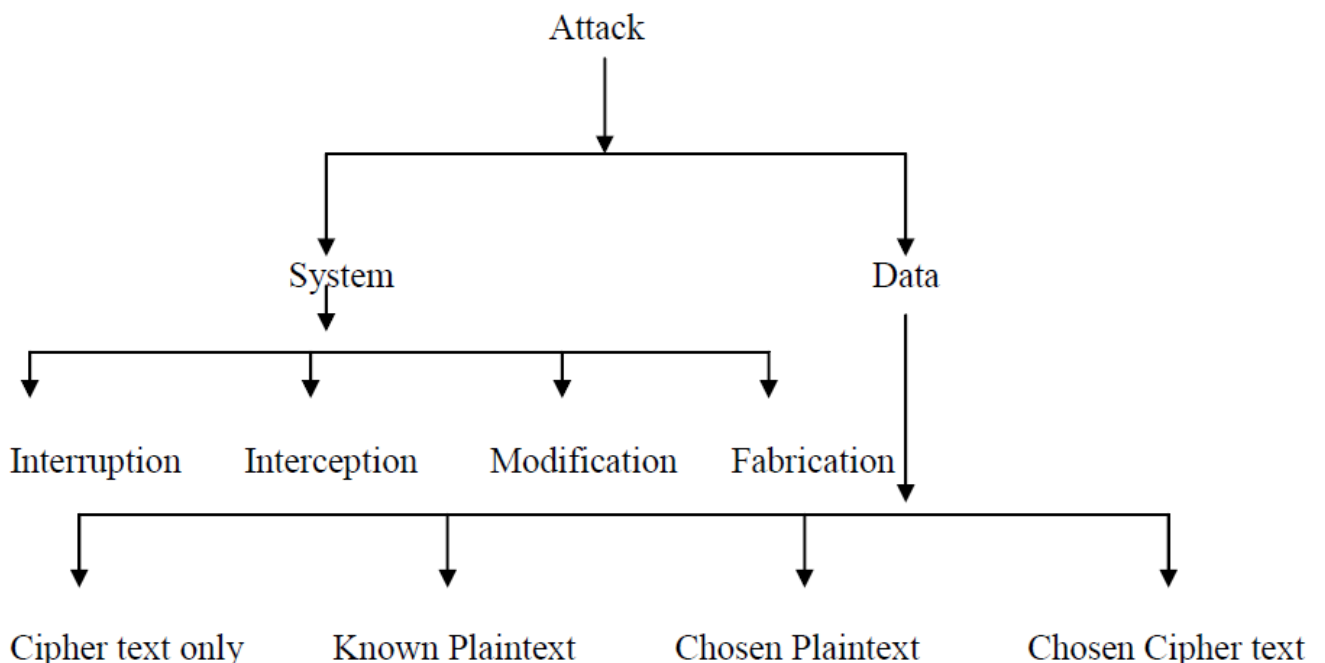 Attack
System Data
Interruption Interception Modification Fabrication
Cipher text only Known Plaintext Chosen Plaintext Chosen Cipher text